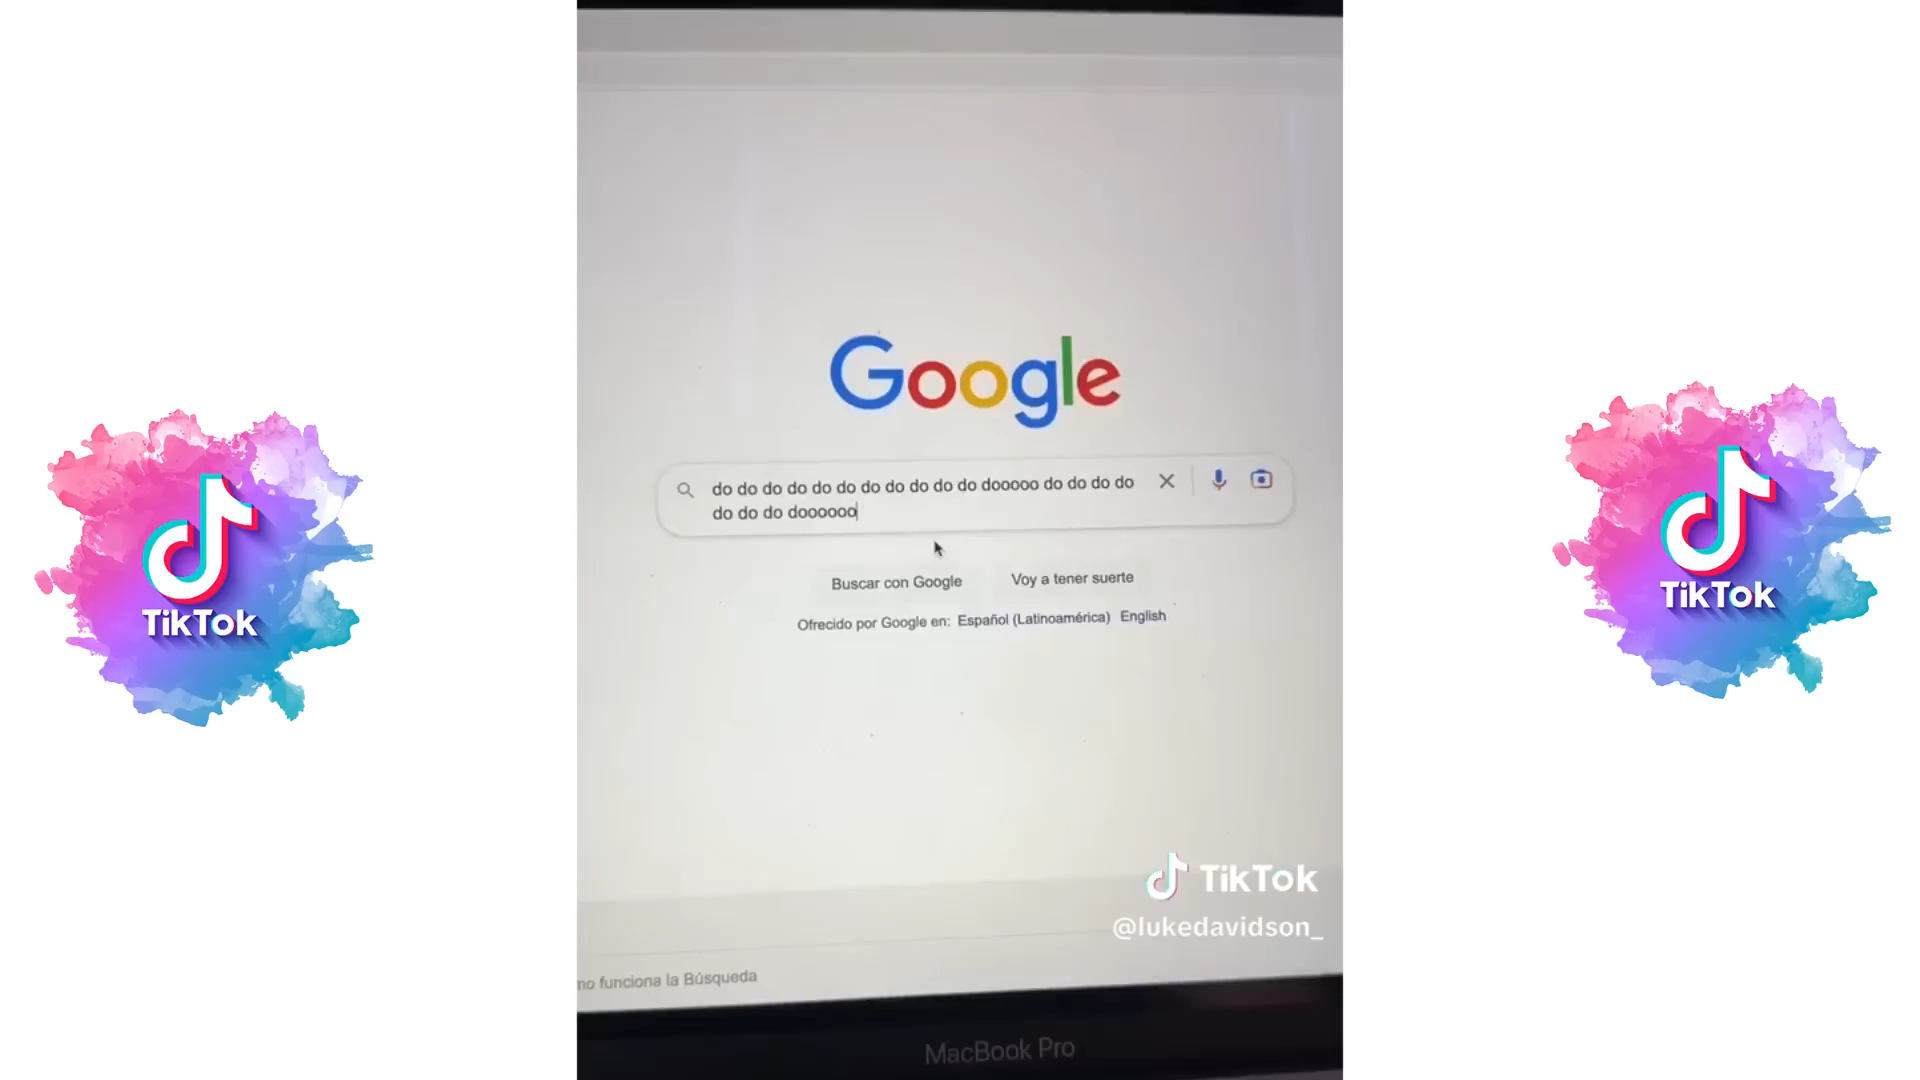 Google
do do do do do do do do do do do dooooo do do do do
do do do doooooo
Buscar con Google
Voy a tener suerte
Ofrecido por Google en: Español (Latinoamérica) English
TikTok
TikTok
TikTok
@lukedavidson_
funciona la Búsqueda
MacBook Pro